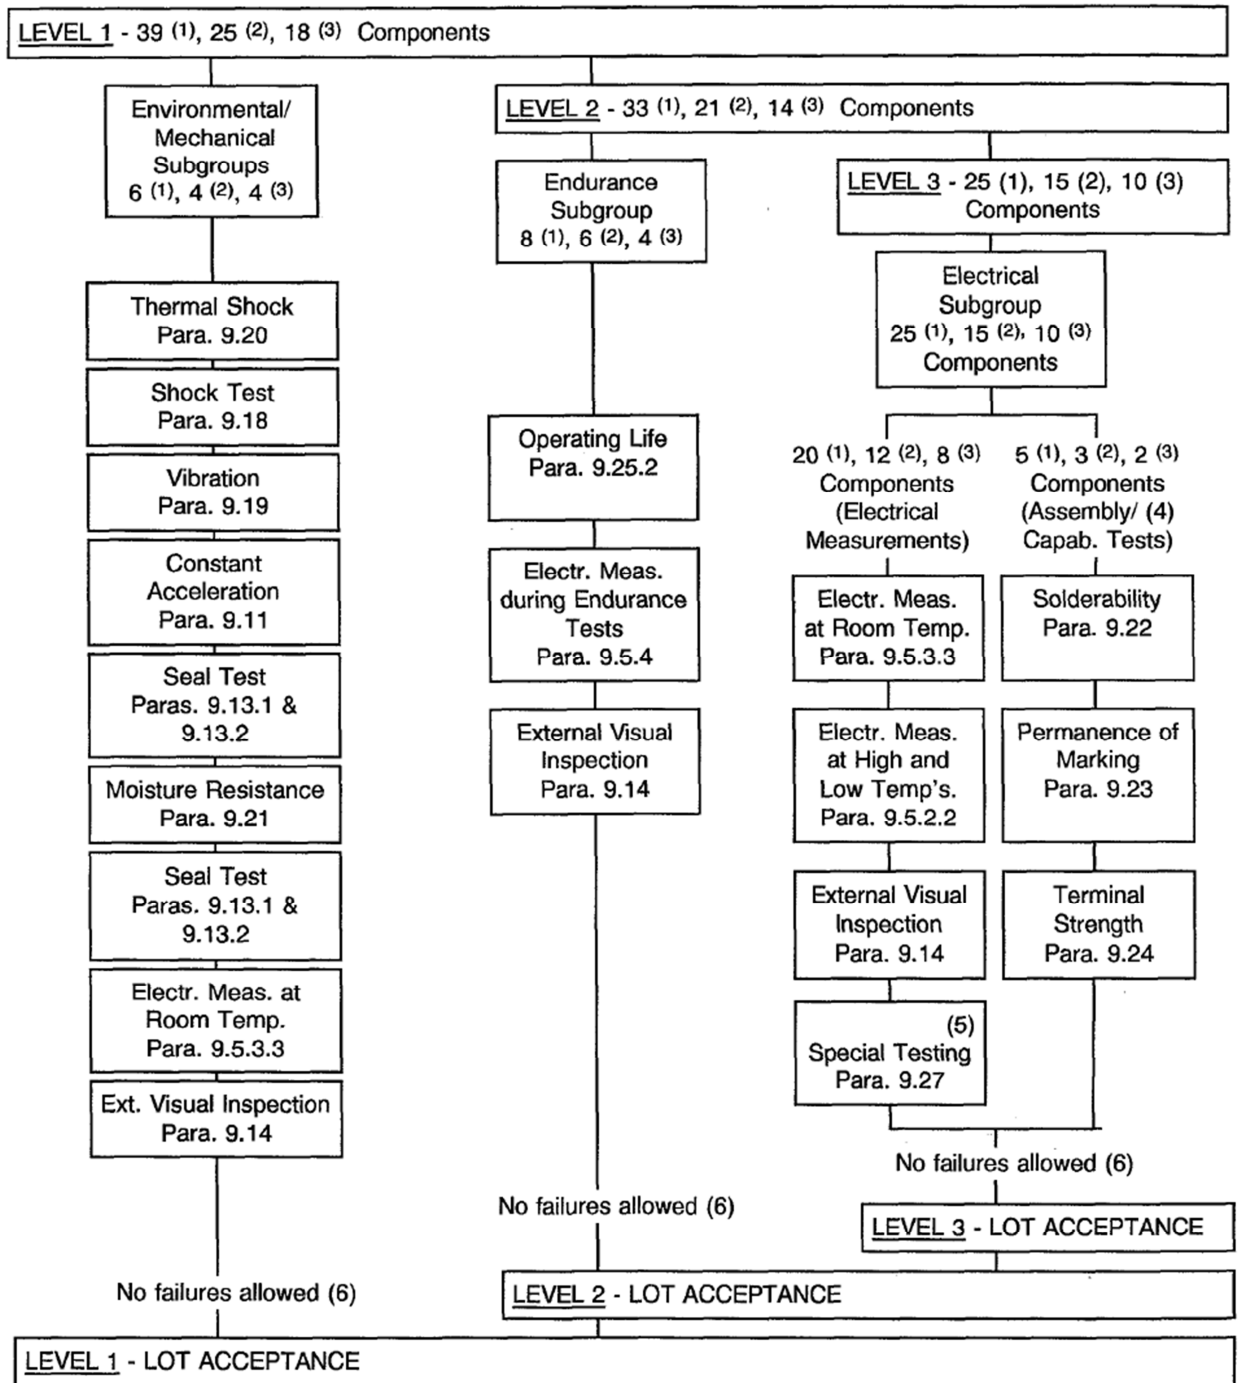 LEVEL 1 - 39 (1), 25 (2), 18 (3) Components
Environmental/
Mechanical
Subgroups
6 (1), 4 (2), 4 (3)
Thermal Shock
Para. 9.20
Shock Test
Para. 9.18
Vibration
Para. 9.19
Constant
Acceleration
Para. 9.11
Seal Test
Paras. 9.13.1 &
9.13.2
Moisture Resistance
Para. 9.21
Seal Test
Paras. 9.13.1 &
9.13.2
Electr. Meas. at
Room Temp.
Para. 9.5.3.3
Ext. Visual Inspection
Para. 9.14
No failures allowed (6)
LEVEL 2 - 33 (1), 21 (2), 14 (3) Components
Endurance
Subgroup
8 (1), 6 (2), 4 (3)
Operating Life
Para. 9.25.2
Electr. Meas.
during Endurance
Tests
Para. 9.5.4
External Visual
Inspection
Para. 9.14
No failures allowed (6)
LEVEL 3 - 25 (1), 15 (2), 10 (3)
Components
Electrical
Subgroup
25 (1), 15 (2), 10 (3)
Components
20 (1), 12 (2), 8 (3)
Components
(Electrical
Measurements)
Electr. Meas.
at Room Temp.
Para. 9.5.3.3
Electr. Meas.
at High and
Low Temp's.
Para. 9.5.2.2
External Visual
Inspection
Para. 9.14
(5)
Special Testing
Para. 9.27
5 (1), 3 (2), 2 (3)
Components
(Assembly/ (4)
Capab. Tests)
Solderability
Para. 9.22
Permanence of
Marking
Para. 9.23
Terminal
Strength
Para. 9.24
No failures allowed (6)
LEVEL 3 - LOT ACCEPTANCE
LEVEL 2 - LOT ACCEPTANCE
LEVEL 1 - LOT ACCEPTANCE